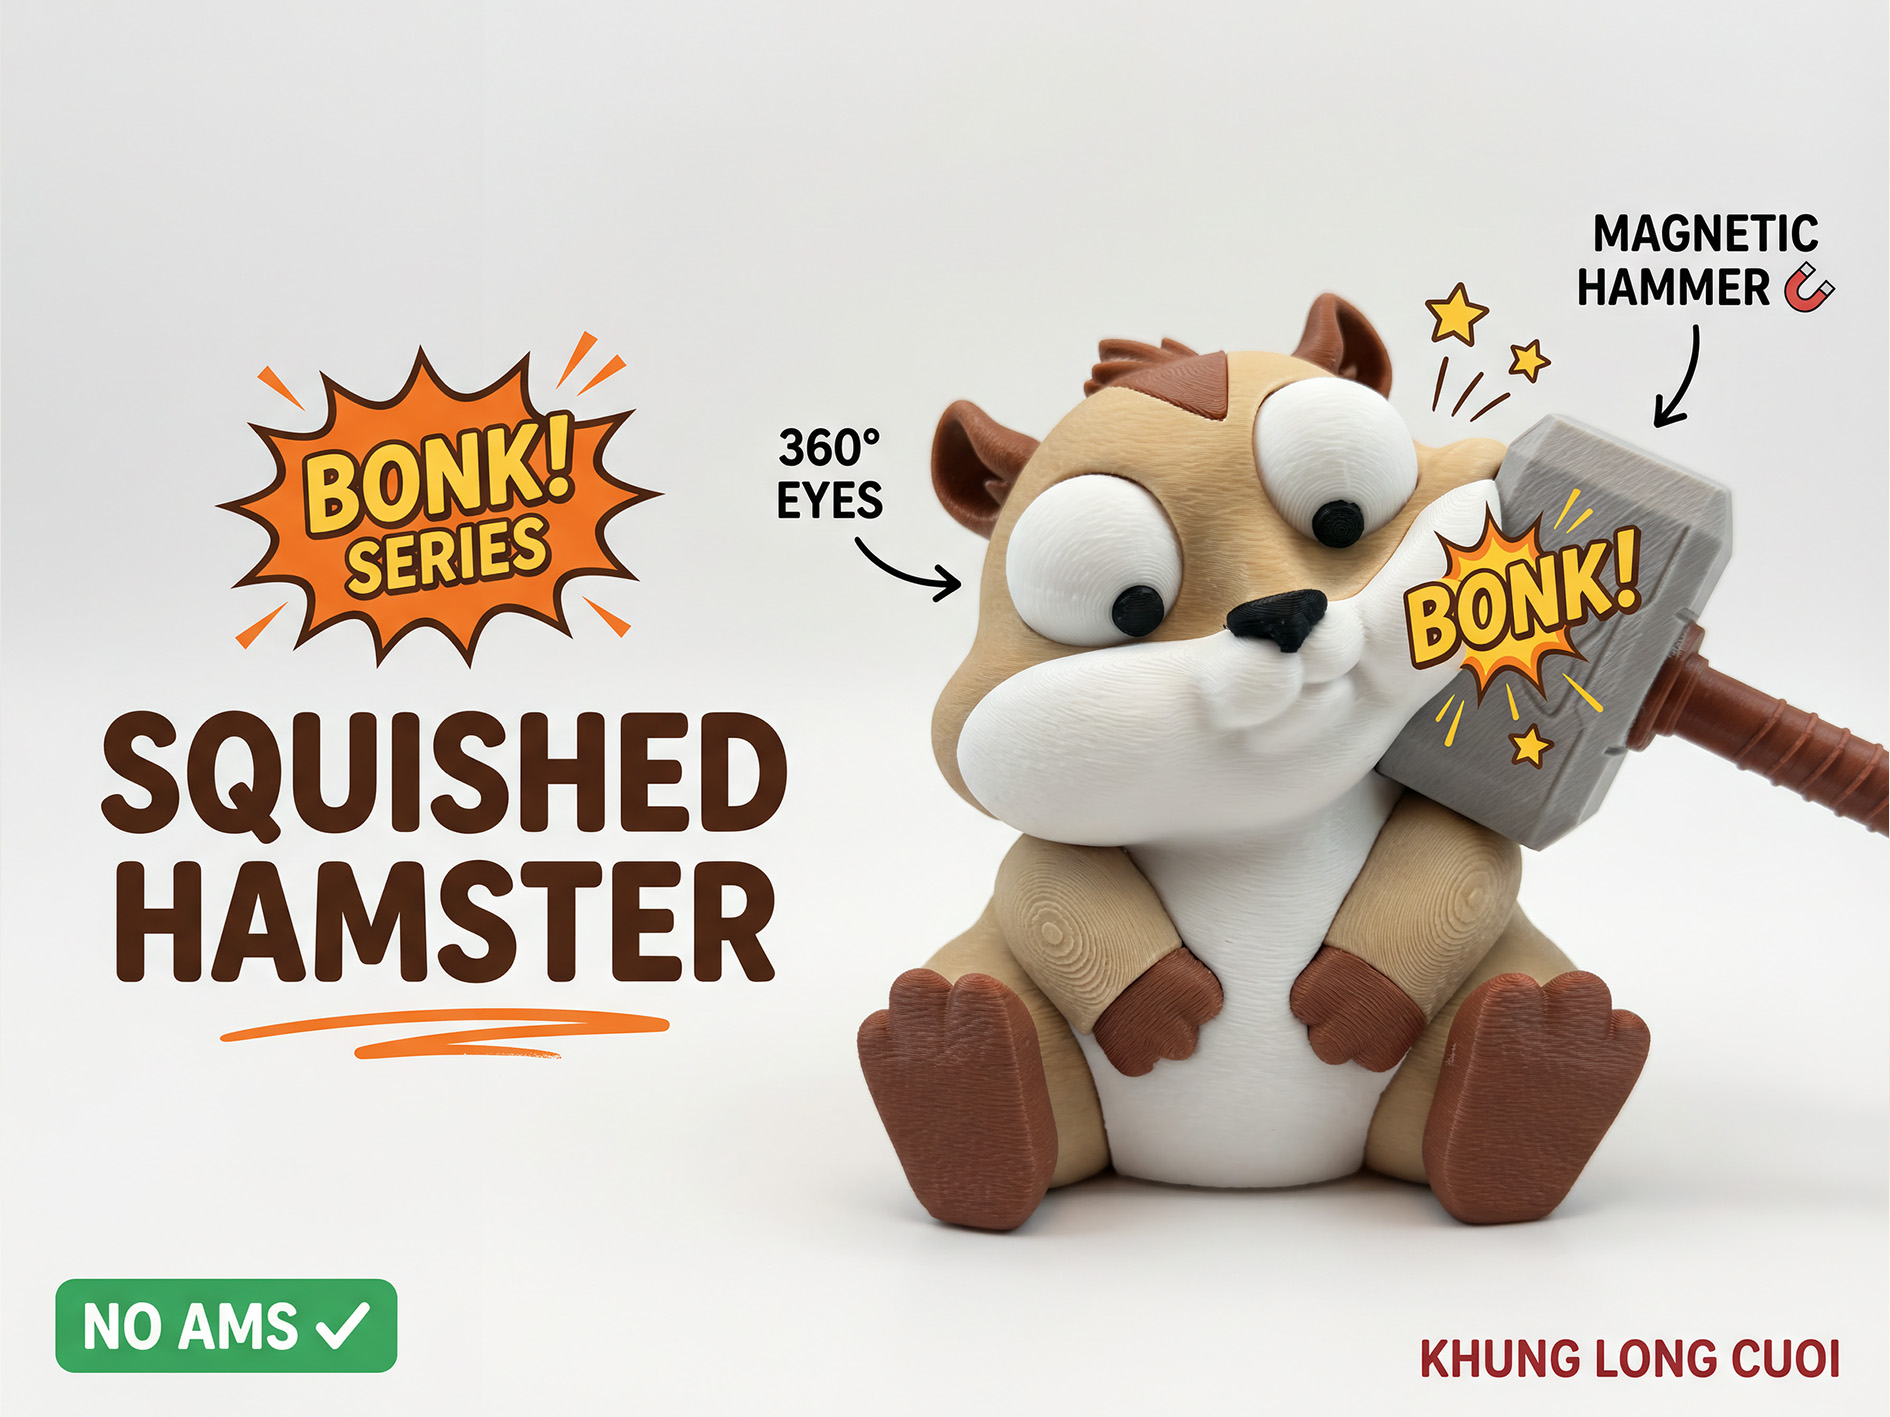 BONK!
SERIES
SQUISHED
HAMSTER
360°
EYES
MAGNETIC
HAMMER
BONK!
NO AMS
KHUNG LONG CUOI